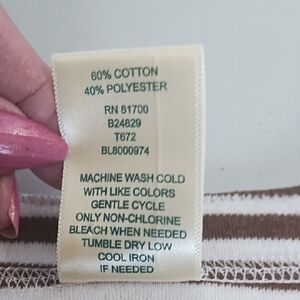 60% COTTON
40% POLYESTER
RN 81700
B24829
T672
BL8000974
MACHINE WASH COLD
WITH LIKE COLORS
GENTLE CYCLE
ONLY NON-CHLORINE
BLEACH WHEN NEEDED
TUMBLE DRY LOW
COOL IRON
IF NEEDED